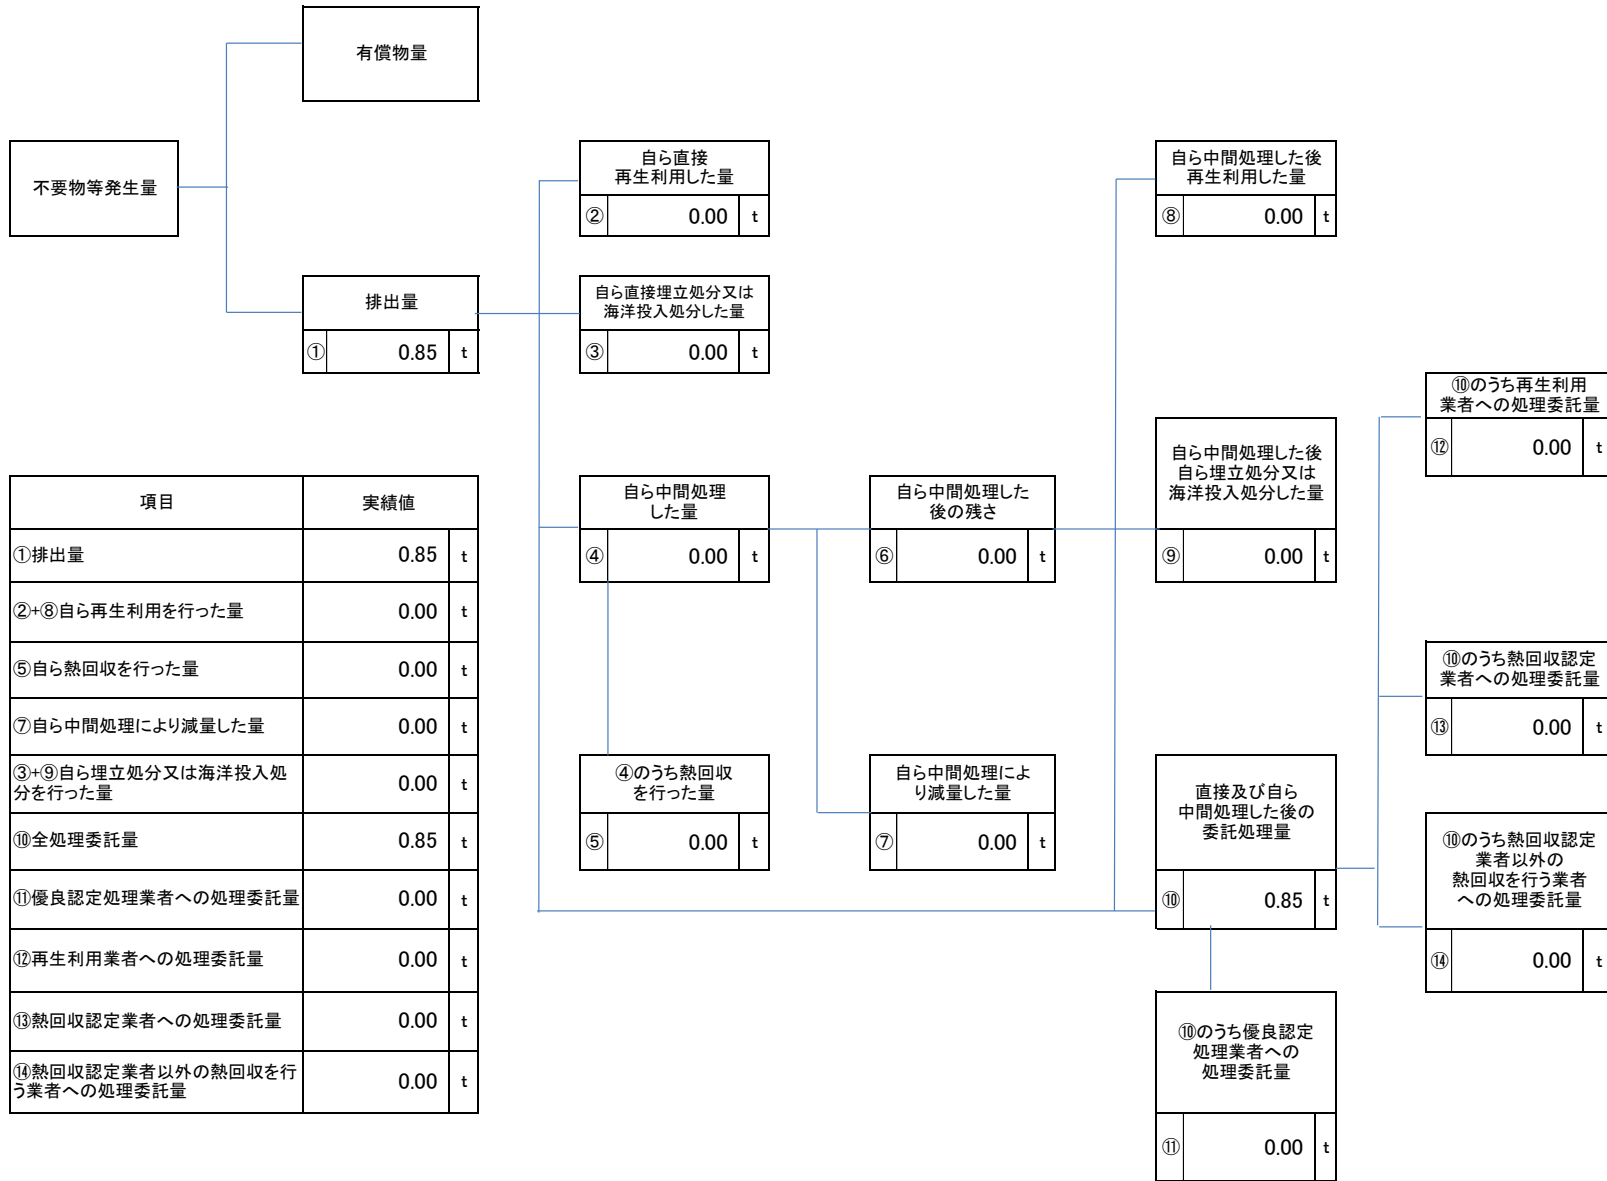 有償物量
不要物等発生量
自ら直接
再生利用した量
② 0.00 t
自ら中間処理した後
再生利用した量
⑧ 0.00 t
排出量
① 0.85 t
自ら直接埋立処分又は
海洋投入処分した量
③ 0.00 t
⑩のうち再生利用
業者への処理委託量
⑫ 0.00 t
自ら中間処理
した量
④ 0.00 t
自ら中間処理した
後の残さ
⑥ 0.00 t
自ら中間処理した後
自ら埋立処分又は
海洋投入処分した量
⑨ 0.00 t
⑩のうち熱回収認定
業者への処理委託量
⑬ 0.00 t
④のうち熱回収
を行った量
⑤ 0.00 t
自ら中間処理によ
り減量した量
⑦ 0.00 t
直接及び自ら
中間処理した後の
委託処理量
⑩ 0.85 t
⑩のうち熱回収認定
業者以外の
熱回収を行う業者
への処理委託量
⑭ 0.00 t
⑩のうち優良認定
処理業者への
処理委託量
⑪ 0.00 t
項目 実績値
①排出量 0.85 t
②+⑧自ら再生利用を行った量 0.00 t
⑤自ら熱回収を行った量 0.00 t
⑦自ら中間処理により減量した量 0.00 t
③+⑨自ら埋立処分又は海洋投入処
分を行った量 0.00 t
⑩全処理委託量 0.85 t
⑪優良認定処理業者への処理委託量 0.00 t
⑫再生利用業者への処理委託量 0.00 t
⑬熱回収認定業者への処理委託量 0.00 t
⑭熱回収認定業者以外の熱回収を行
う業者への処理委託量 0.00 t